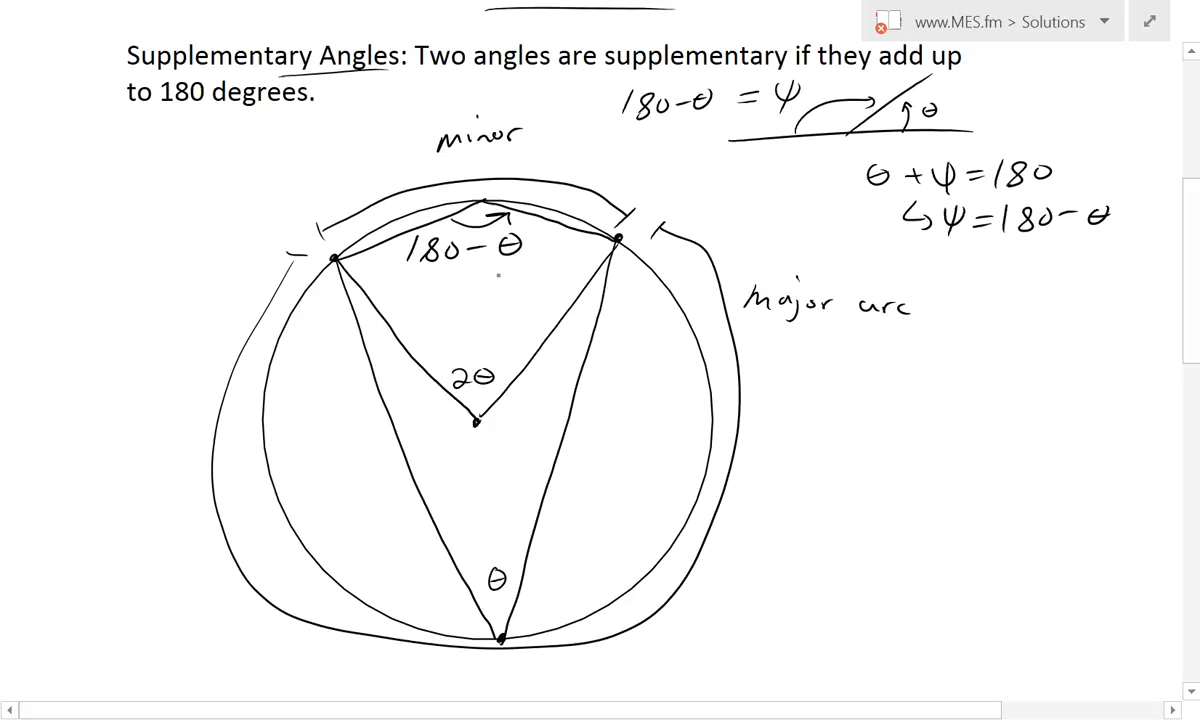 www.MES.fm > Solutions
Supplementary Angles: Two angles are supplementary if they add up
to 180 degrees.
180-θ = ψ
θ
minor
θ + ψ = 180
↳ ψ = 180 - θ
180 - θ
major arc
2θ
θ